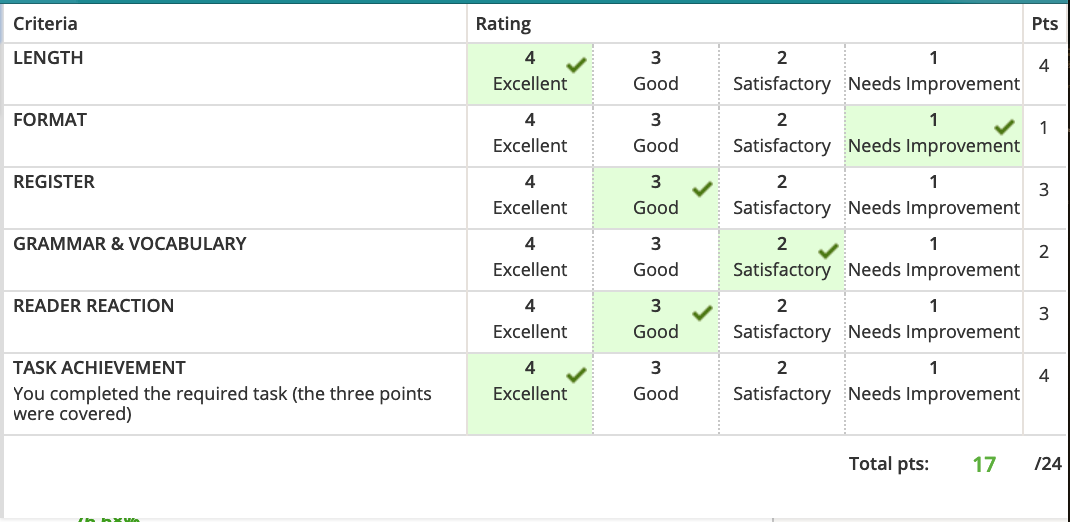 Criteria Rating Pts
LENGTH 4 3 2 1 4
Excellent Good Satisfactory Needs Improvement
FORMAT 4 3 2 1 1
Excellent Good Satisfactory Needs Improvement
REGISTER 4 3 2 1 3
Excellent Good Satisfactory Needs Improvement
GRAMMAR & VOCABULARY 4 3 2 1 2
Excellent Good Satisfactory Needs Improvement
READER REACTION 4 3 2 1 3
Excellent Good Satisfactory Needs Improvement
TASK ACHIEVEMENT 4 3 2 1 4
You completed the required task (the three points Excellent Good Satisfactory Needs Improvement
were covered)
Total pts: 17 /24